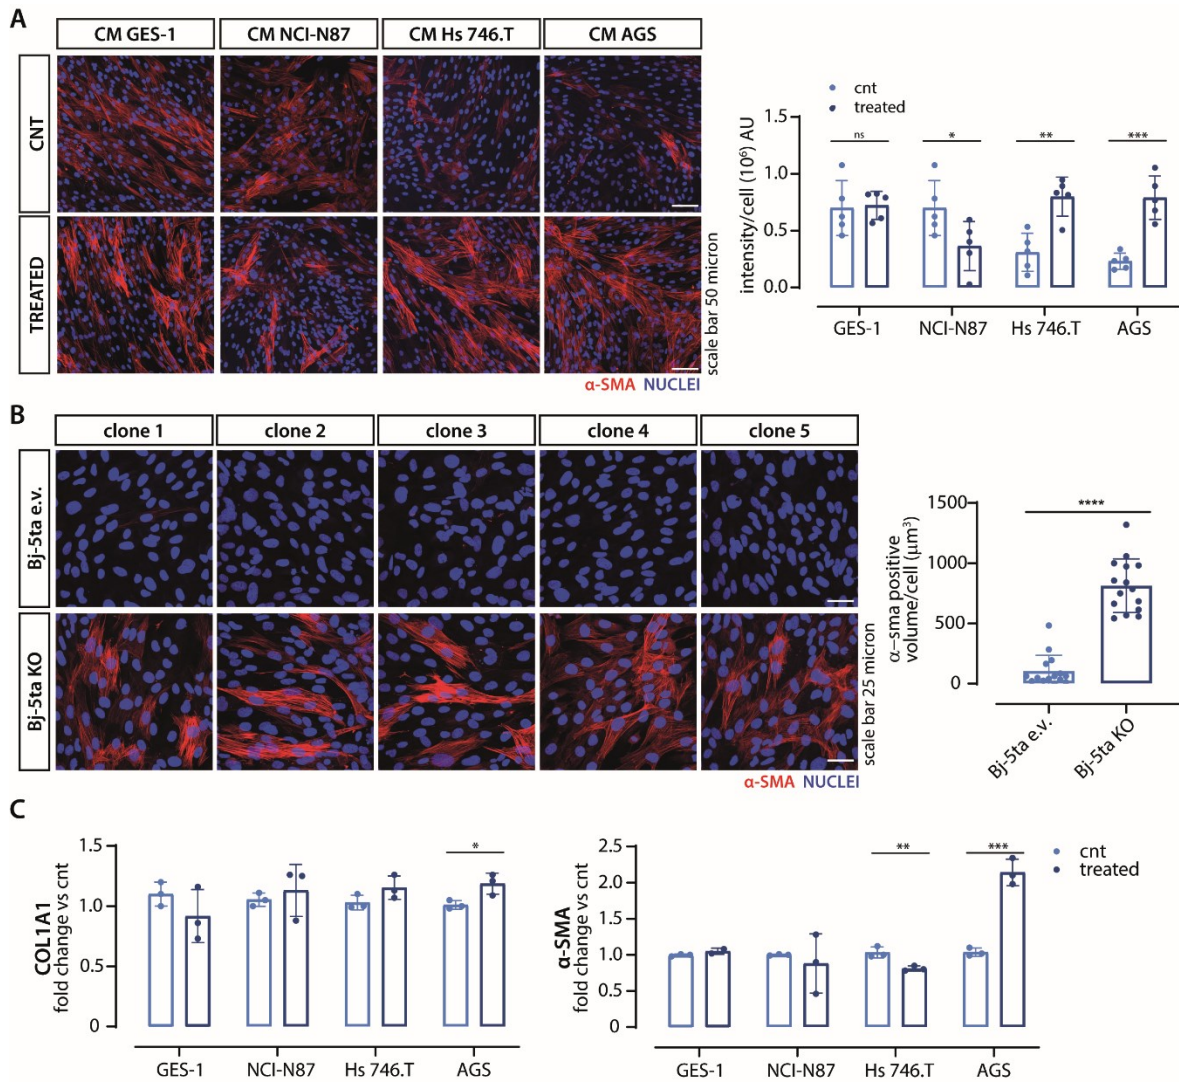 A
CM GES-1
CM NCI-N87
CM Hs 746.T
CM AGS
CNT
TREATED
scale bar 50 micron
α-SMA NUCLEI
cnt
treated
intensity/cell (10⁶) AU
1.5
1.0
0.5
0.0
ns
*
**
***
GES-1
NCI-N87
Hs 746.T
AGS
B
clone 1
clone 2
clone 3
clone 4
clone 5
Bj-5ta e.v.
Bj-5ta KO
scale bar 25 micron
α-SMA NUCLEI
α–sma positive
volume/cell (μm³)
1500
1000
500
0
****
Bj-5ta e.v.
Bj-5ta KO
C
COL1A1
fold change vs cnt
1.5
1.0
0.5
0
*
GES-1
NCI-N87
Hs 746.T
AGS
α-SMA
fold change vs cnt
2.5
2.0
1.5
1.0
0.5
0
**
***
GES-1
NCI-N87
Hs 746.T
AGS
cnt
treated